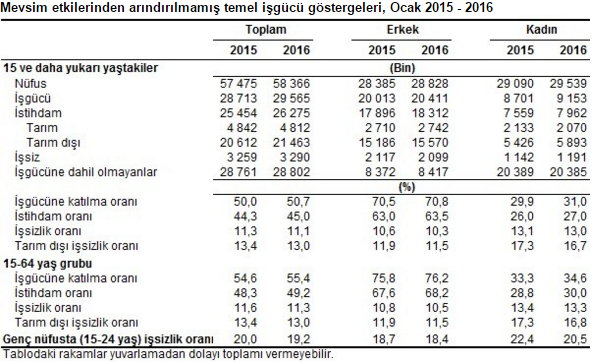 Mevsim etkilerinden arındırılmamış temel işgücü göstergeleri, Ocak 2015 - 2016
Toplam Erkek Kadın
2015 2016 2015 2016 2015 2016
15 ve daha yukarı yaştakiler (Bin)
Nüfus 57 475 58 366 28 385 28 828 29 090 29 539
İşgücü 28 713 29 565 20 013 20 411 8 701 9 153
İstihdam 25 454 26 275 17 896 18 312 7 559 7 962
Tarım 4 842 4 812 2 710 2 742 2 133 2 070
Tarım dışı 20 612 21 463 15 186 15 570 5 426 5 893
İşsiz 3 259 3 290 2 117 2 099 1 142 1 191
İşgücüne dahil olmayanlar 28 761 28 802 8 372 8 417 20 389 20 385
(%)
İşgücüne katılma oranı 50,0 50,7 70,5 70,8 29,9 31,0
İstihdam oranı 44,3 45,0 63,0 63,5 26,0 27,0
İşsizlik oranı 11,3 11,1 10,6 10,3 13,1 13,0
Tarım dışı işsizlik oranı 13,4 13,0 11,9 11,5 17,3 16,7
15-64 yaş grubu
İşgücüne katılma oranı 54,6 55,4 75,8 76,2 33,3 34,6
İstihdam oranı 48,3 49,2 67,6 68,2 28,8 30,0
İşsizlik oranı 11,6 11,3 10,8 10,5 13,4 13,3
Tarım dışı işsizlik oranı 13,4 13,0 11,9 11,5 17,3 16,8
Genç nüfusta (15-24 yaş) işsizlik oranı 20,0 19,2 18,7 18,4 22,4 20,5
Tablodaki rakamlar yuvarlamadan dolayı toplamı vermeyebilir.